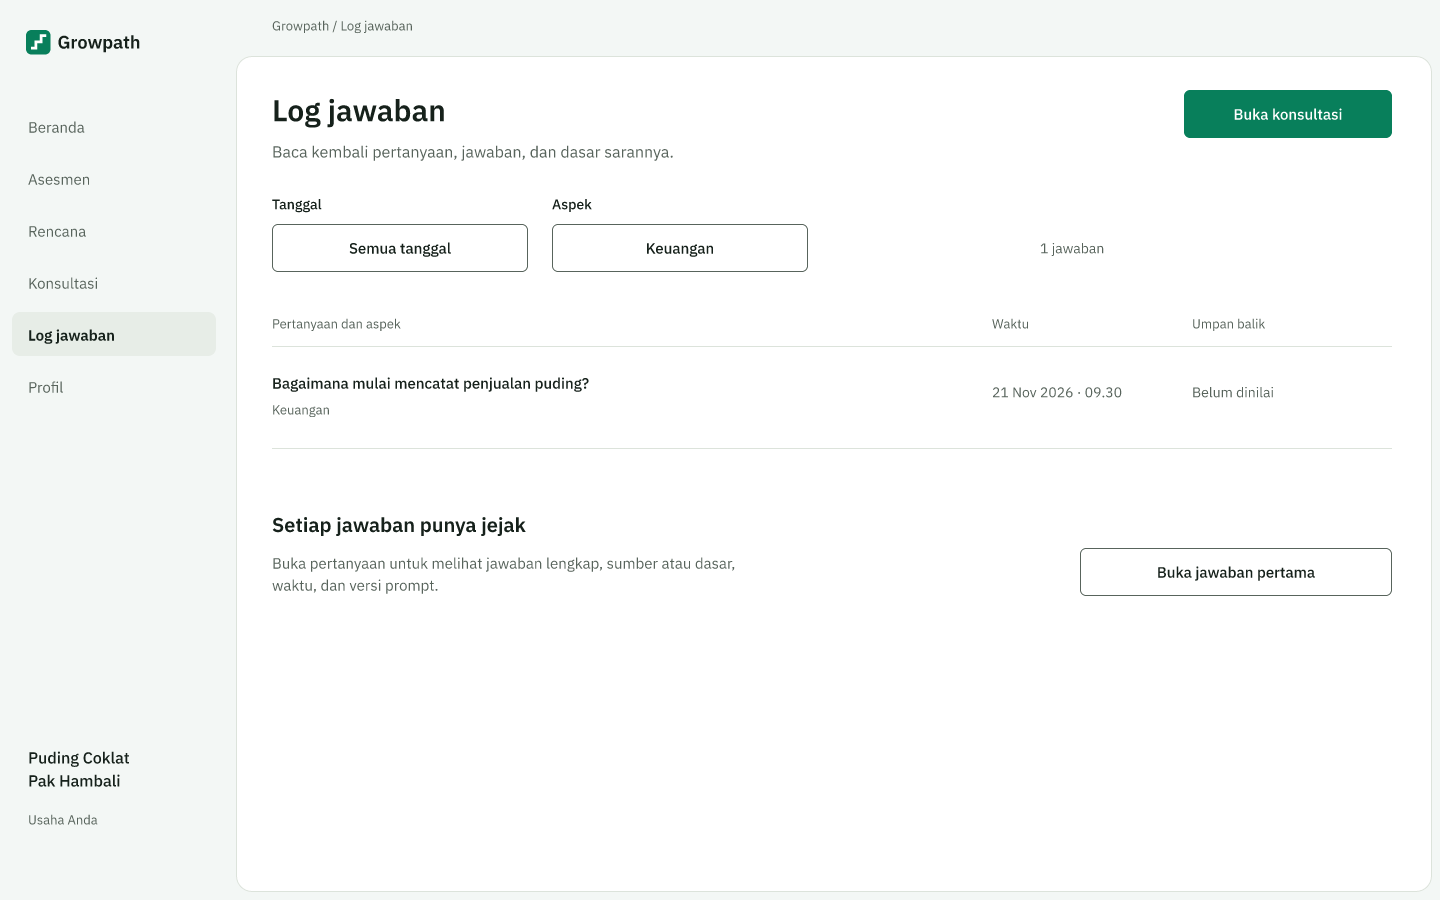 Growpath
Beranda
Asesmen
Rencana
Konsultasi
Log jawaban
Profil
Puding Coklat
Pak Hambali
Usaha Anda
Growpath / Log jawaban
Log jawaban
Baca kembali pertanyaan, jawaban, dan dasar sarannya.
Buka konsultasi
Tanggal
Semua tanggal
Aspek
Keuangan
1 jawaban
Pertanyaan dan aspek
Waktu
Umpan balik
Bagaimana mulai mencatat penjualan puding?
Keuangan
21 Nov 2026 · 09.30
Belum dinilai
Setiap jawaban punya jejak
Buka pertanyaan untuk melihat jawaban lengkap, sumber atau dasar,
waktu, dan versi prompt.
Buka jawaban pertama